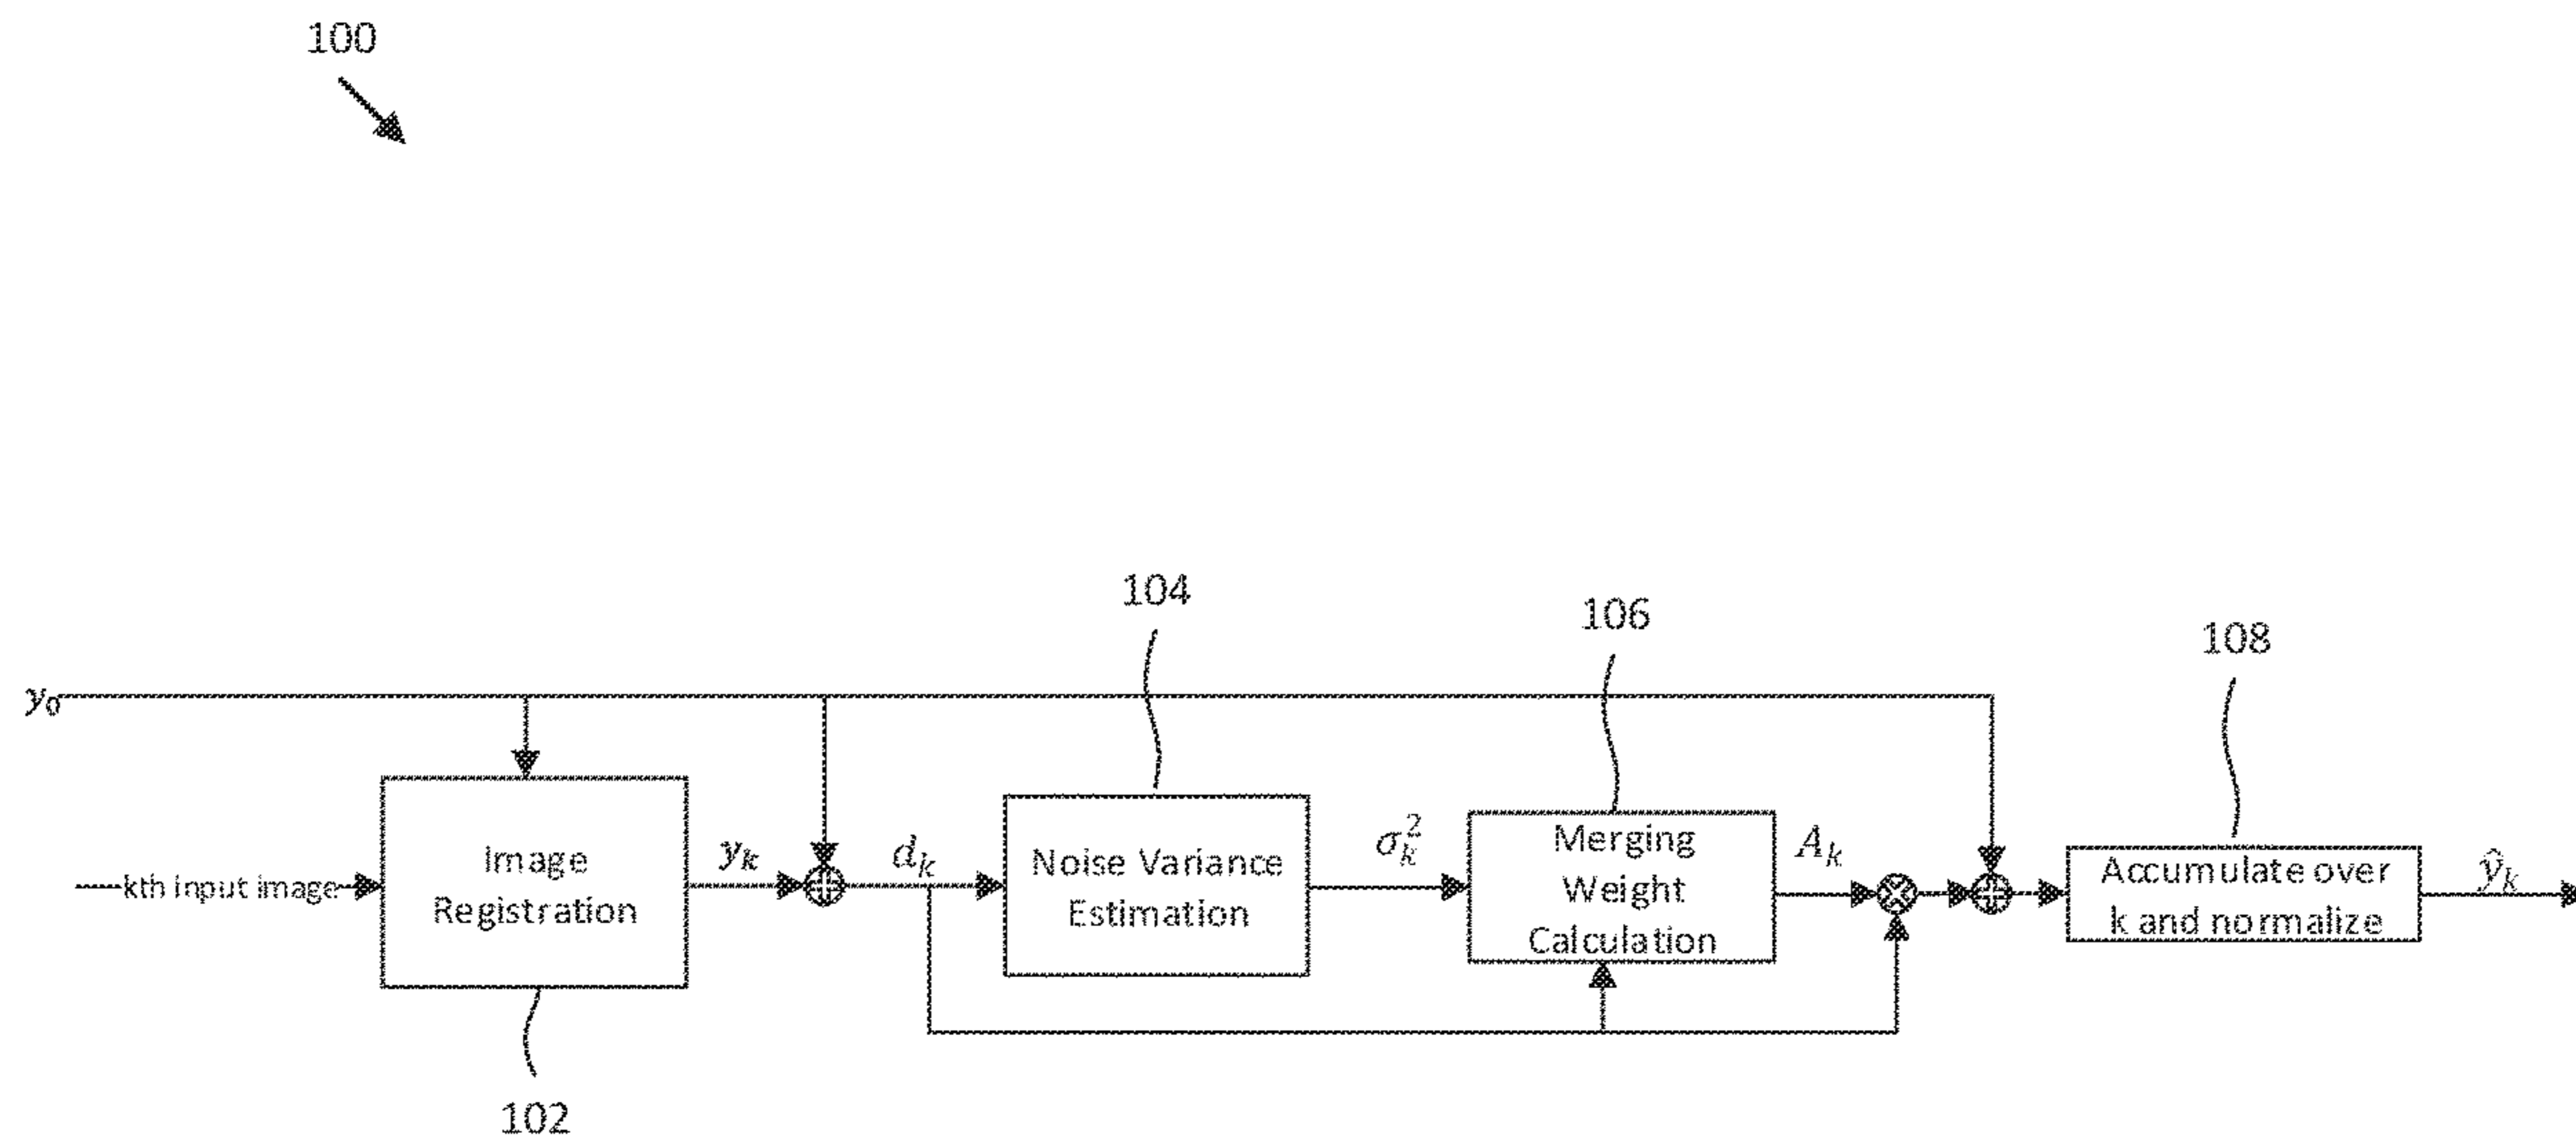 100
104
106
108
y₀
kth input image
Image
Registration
yₖ
dₖ
Noise Variance
Estimation
σₖ²
Merging
Weight
Calculation
Aₖ
Accumulate over
k and normalize
ŷₖ
102